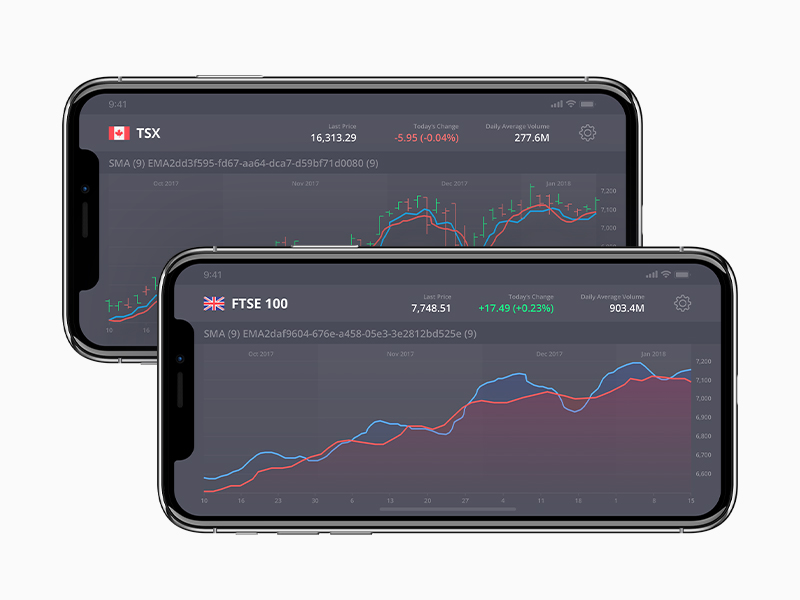 9:41
TSX
Last Price
16,313.29
Today's Change
-5.95 (-0.04%)
Daily Average Volume
277.6M
SMA (9) EMA2dd3f595-fd67-aa64-dca7-d59bf71d0080 (9)
Oct 2017 Nov 2017 Dec 2017 Jan 2018
7,200
7,100
7,000
10 16
9:41
FTSE 100
Last Price
7,748.51
Today's Change
+17.49 (+0.23%)
Daily Average Volume
903.4M
SMA (9) EMA2daf9604-676e-a458-05e3-3e2812bd525e (9)
Oct 2017 Nov 2017 Dec 2017 Jan 2018
7,200
7,100
7,000
6,900
6,800
6,700
6,600
10 16 23 30 6 13 20 27 4 11 18 1 8 15